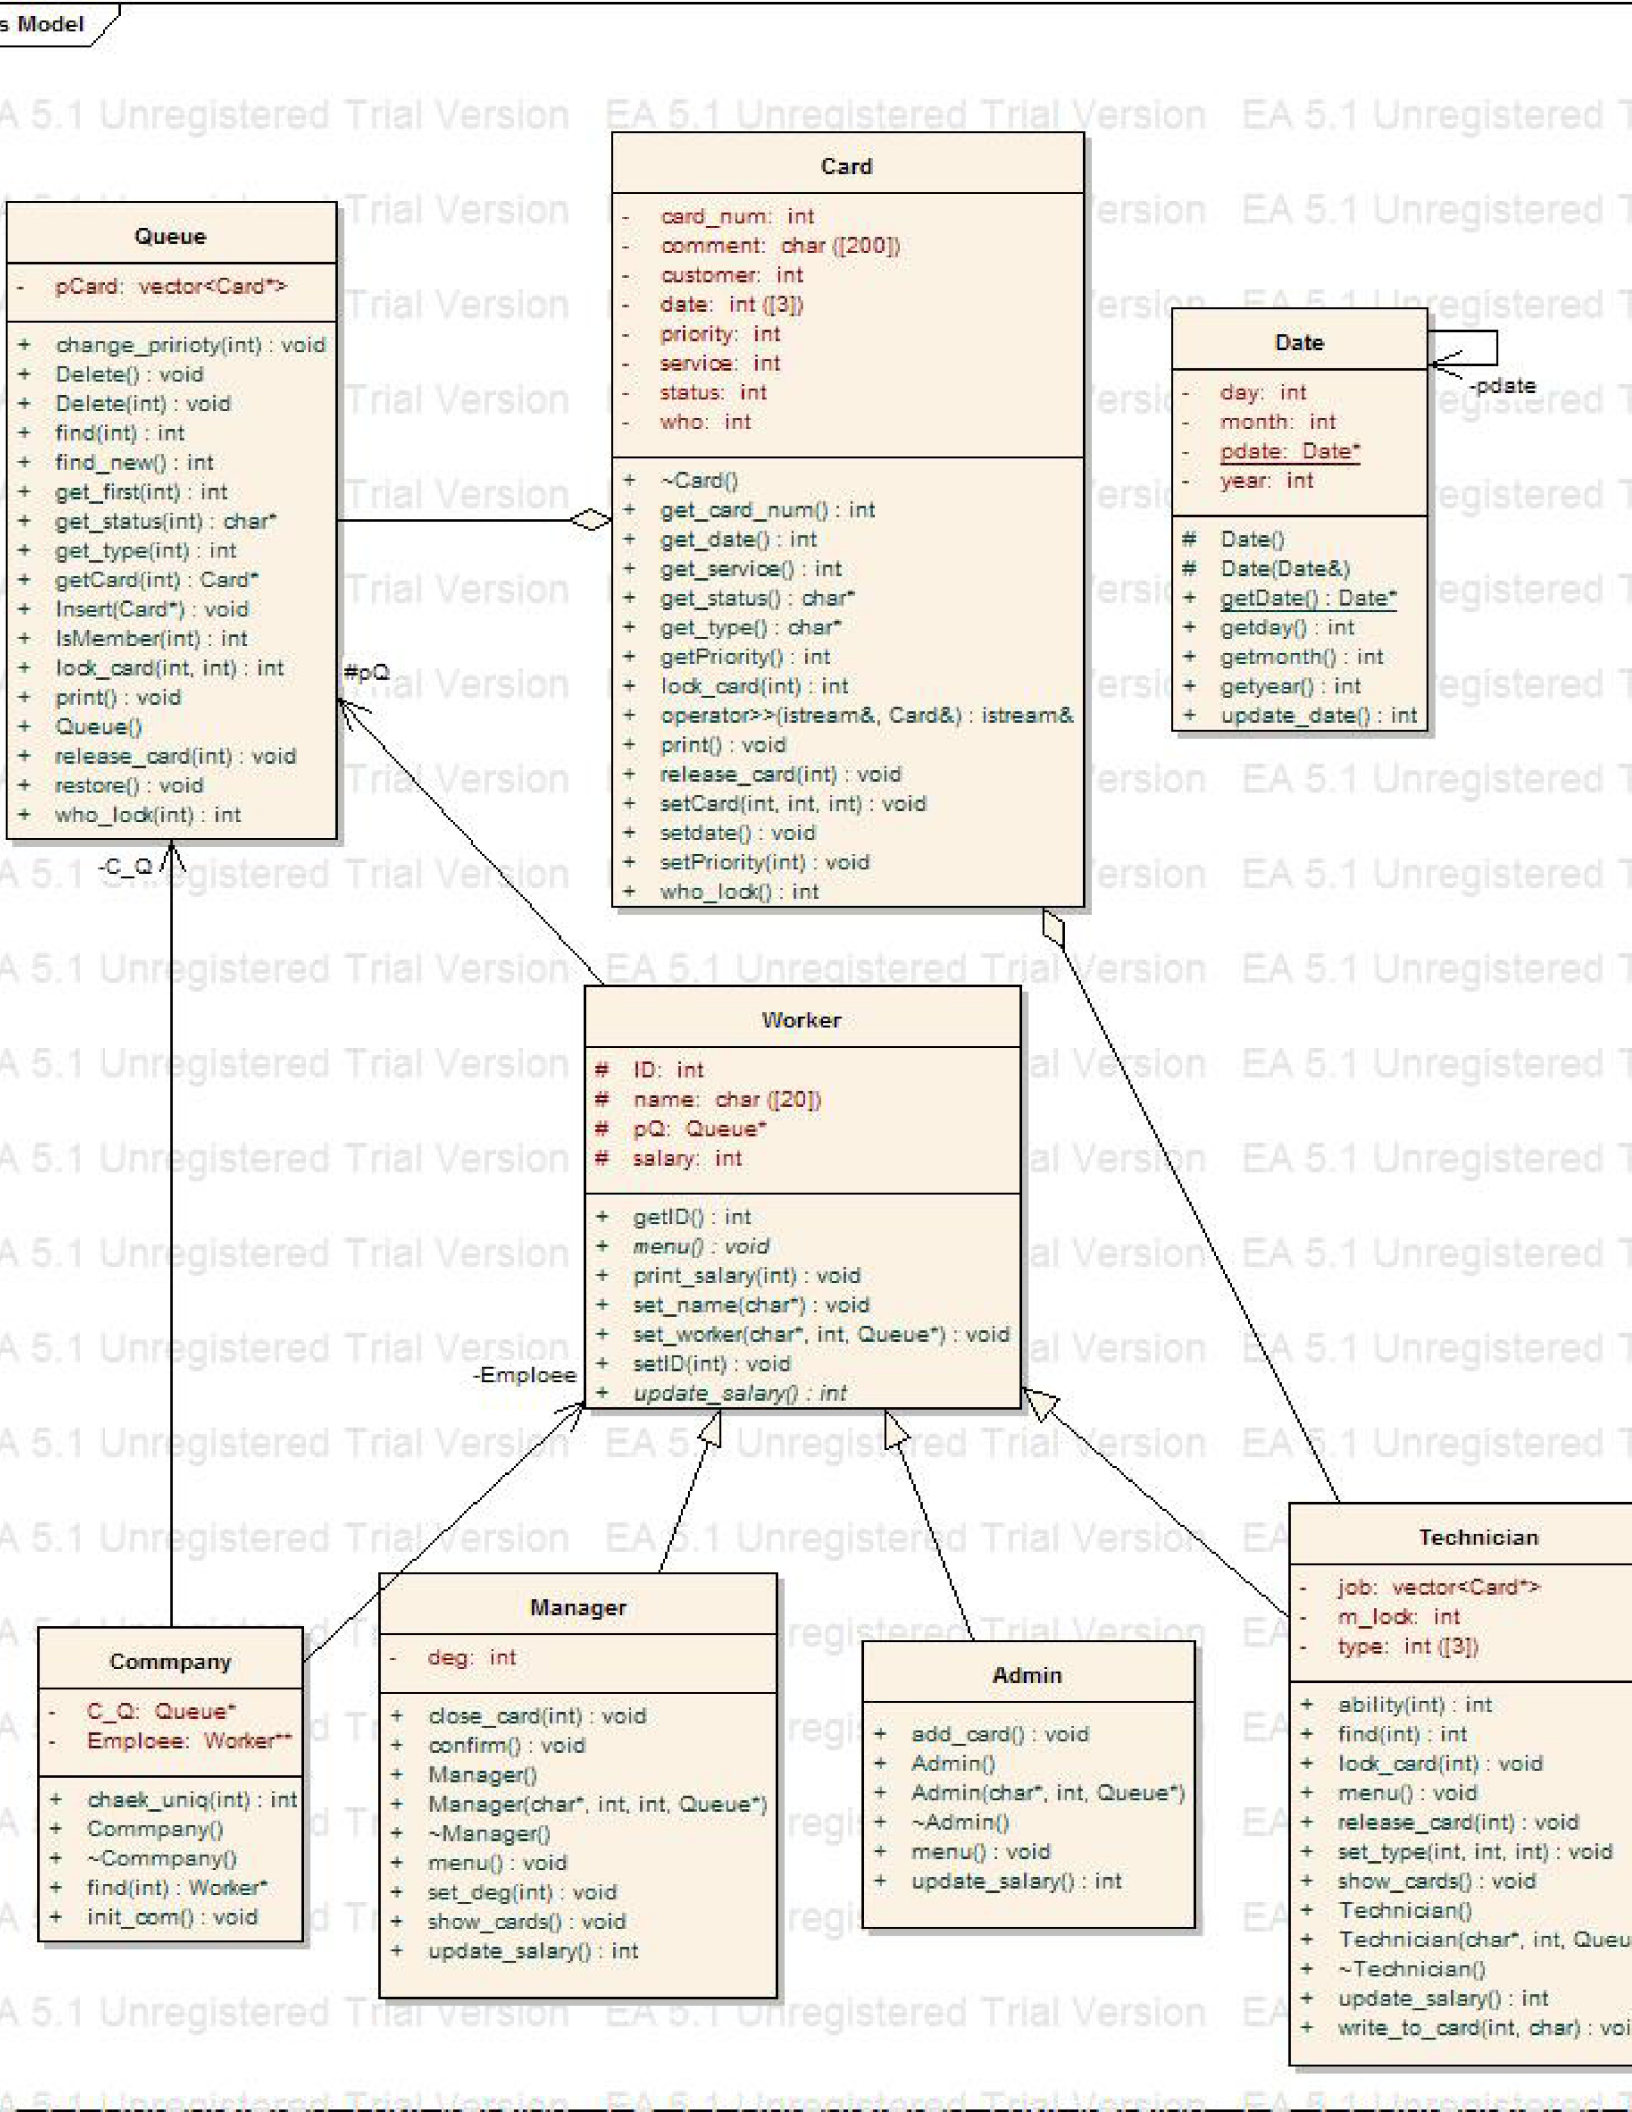 s Model
EA 5.1 Unregistered Trial Version
Card
- card_num: int
- comment: char ([200])
- customer: int
- date: int ([3])
- priority: int
- service: int
- status: int
- who: int
+ ~Card()
+ get_card_num() : int
+ get_date() : int
+ get_service() : int
+ get_status() : char*
+ get_type() : char*
+ getPriority() : int
+ lock_card(int) : int
+ operator>>(istream&, Card&) : istream&
+ print() : void
+ release_card(int) : void
+ setCard(int, int, int) : void
+ setdate() : void
+ setPriority(int) : void
+ who_lock() : int
Queue
- pCard: vector<Card*>
+ change_pririoty(int) : void
+ Delete() : void
+ Delete(int) : void
+ find(int) : int
+ find_new() : int
+ get_first(int) : int
+ get_status(int) : char*
+ get_type(int) : int
+ getCard(int) : Card*
+ Insert(Card*) : void
+ IsMember(int) : int
+ lock_card(int, int) : int
+ print() : void
+ Queue()
+ release_card(int) : void
+ restore() : void
+ who_lock(int) : int
Date
- day: int
- month: int
- pdate: Date*
- year: int
# Date()
# Date(Date&)
+ getDate() : Date*
+ getday() : int
+ getmonth() : int
+ getyear() : int
+ update_date() : int
-pdate
#pQ
-C_Q
Worker
# ID: int
# name: char ([20])
# pQ: Queue*
# salary: int
+ getID() : int
+ menu() : void
+ print_salary(int) : void
+ set_name(char*) : void
+ set_worker(char*, int, Queue*) : void
+ setID(int) : void
+ update_salary() : int
-Emploee
Commpany
- C_Q: Queue*
- Emploee: Worker**
+ chaek_uniq(int) : int
+ Commpany()
+ ~Commpany()
+ find(int) : Worker*
+ init_com() : void
Manager
- deg: int
+ close_card(int) : void
+ confirm() : void
+ Manager()
+ Manager(char*, int, int, Queue*)
+ ~Manager()
+ menu() : void
+ set_deg(int) : void
+ show_cards() : void
+ update_salary() : int
Admin
+ add_card() : void
+ Admin()
+ Admin(char*, int, Queue*)
+ ~Admin()
+ menu() : void
+ update_salary() : int
Technician
- job: vector<Card*>
- m_lock: int
- type: int ([3])
+ ability(int) : int
+ find(int) : int
+ lock_card(int) : void
+ menu() : void
+ release_card(int) : void
+ set_type(int, int, int) : void
+ show_cards() : void
+ Technician()
+ Technician(char*, int, Queu
+ ~Technician()
+ update_salary() : int
+ write_to_card(int, char) : voi